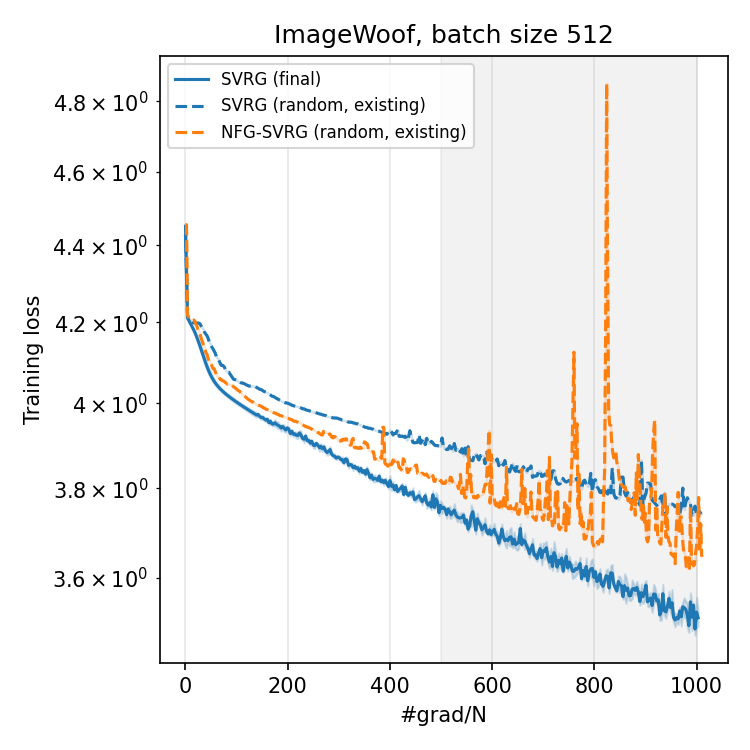 ImageWoof, batch size 512
SVRG (final)
SVRG (random, existing)
NFG-SVRG (random, existing)
4.8 × 10⁰
4.6 × 10⁰
4.4 × 10⁰
4.2 × 10⁰
4 × 10⁰
3.8 × 10⁰
3.6 × 10⁰
Training loss
0 200 400 600 800 1000
#grad/N